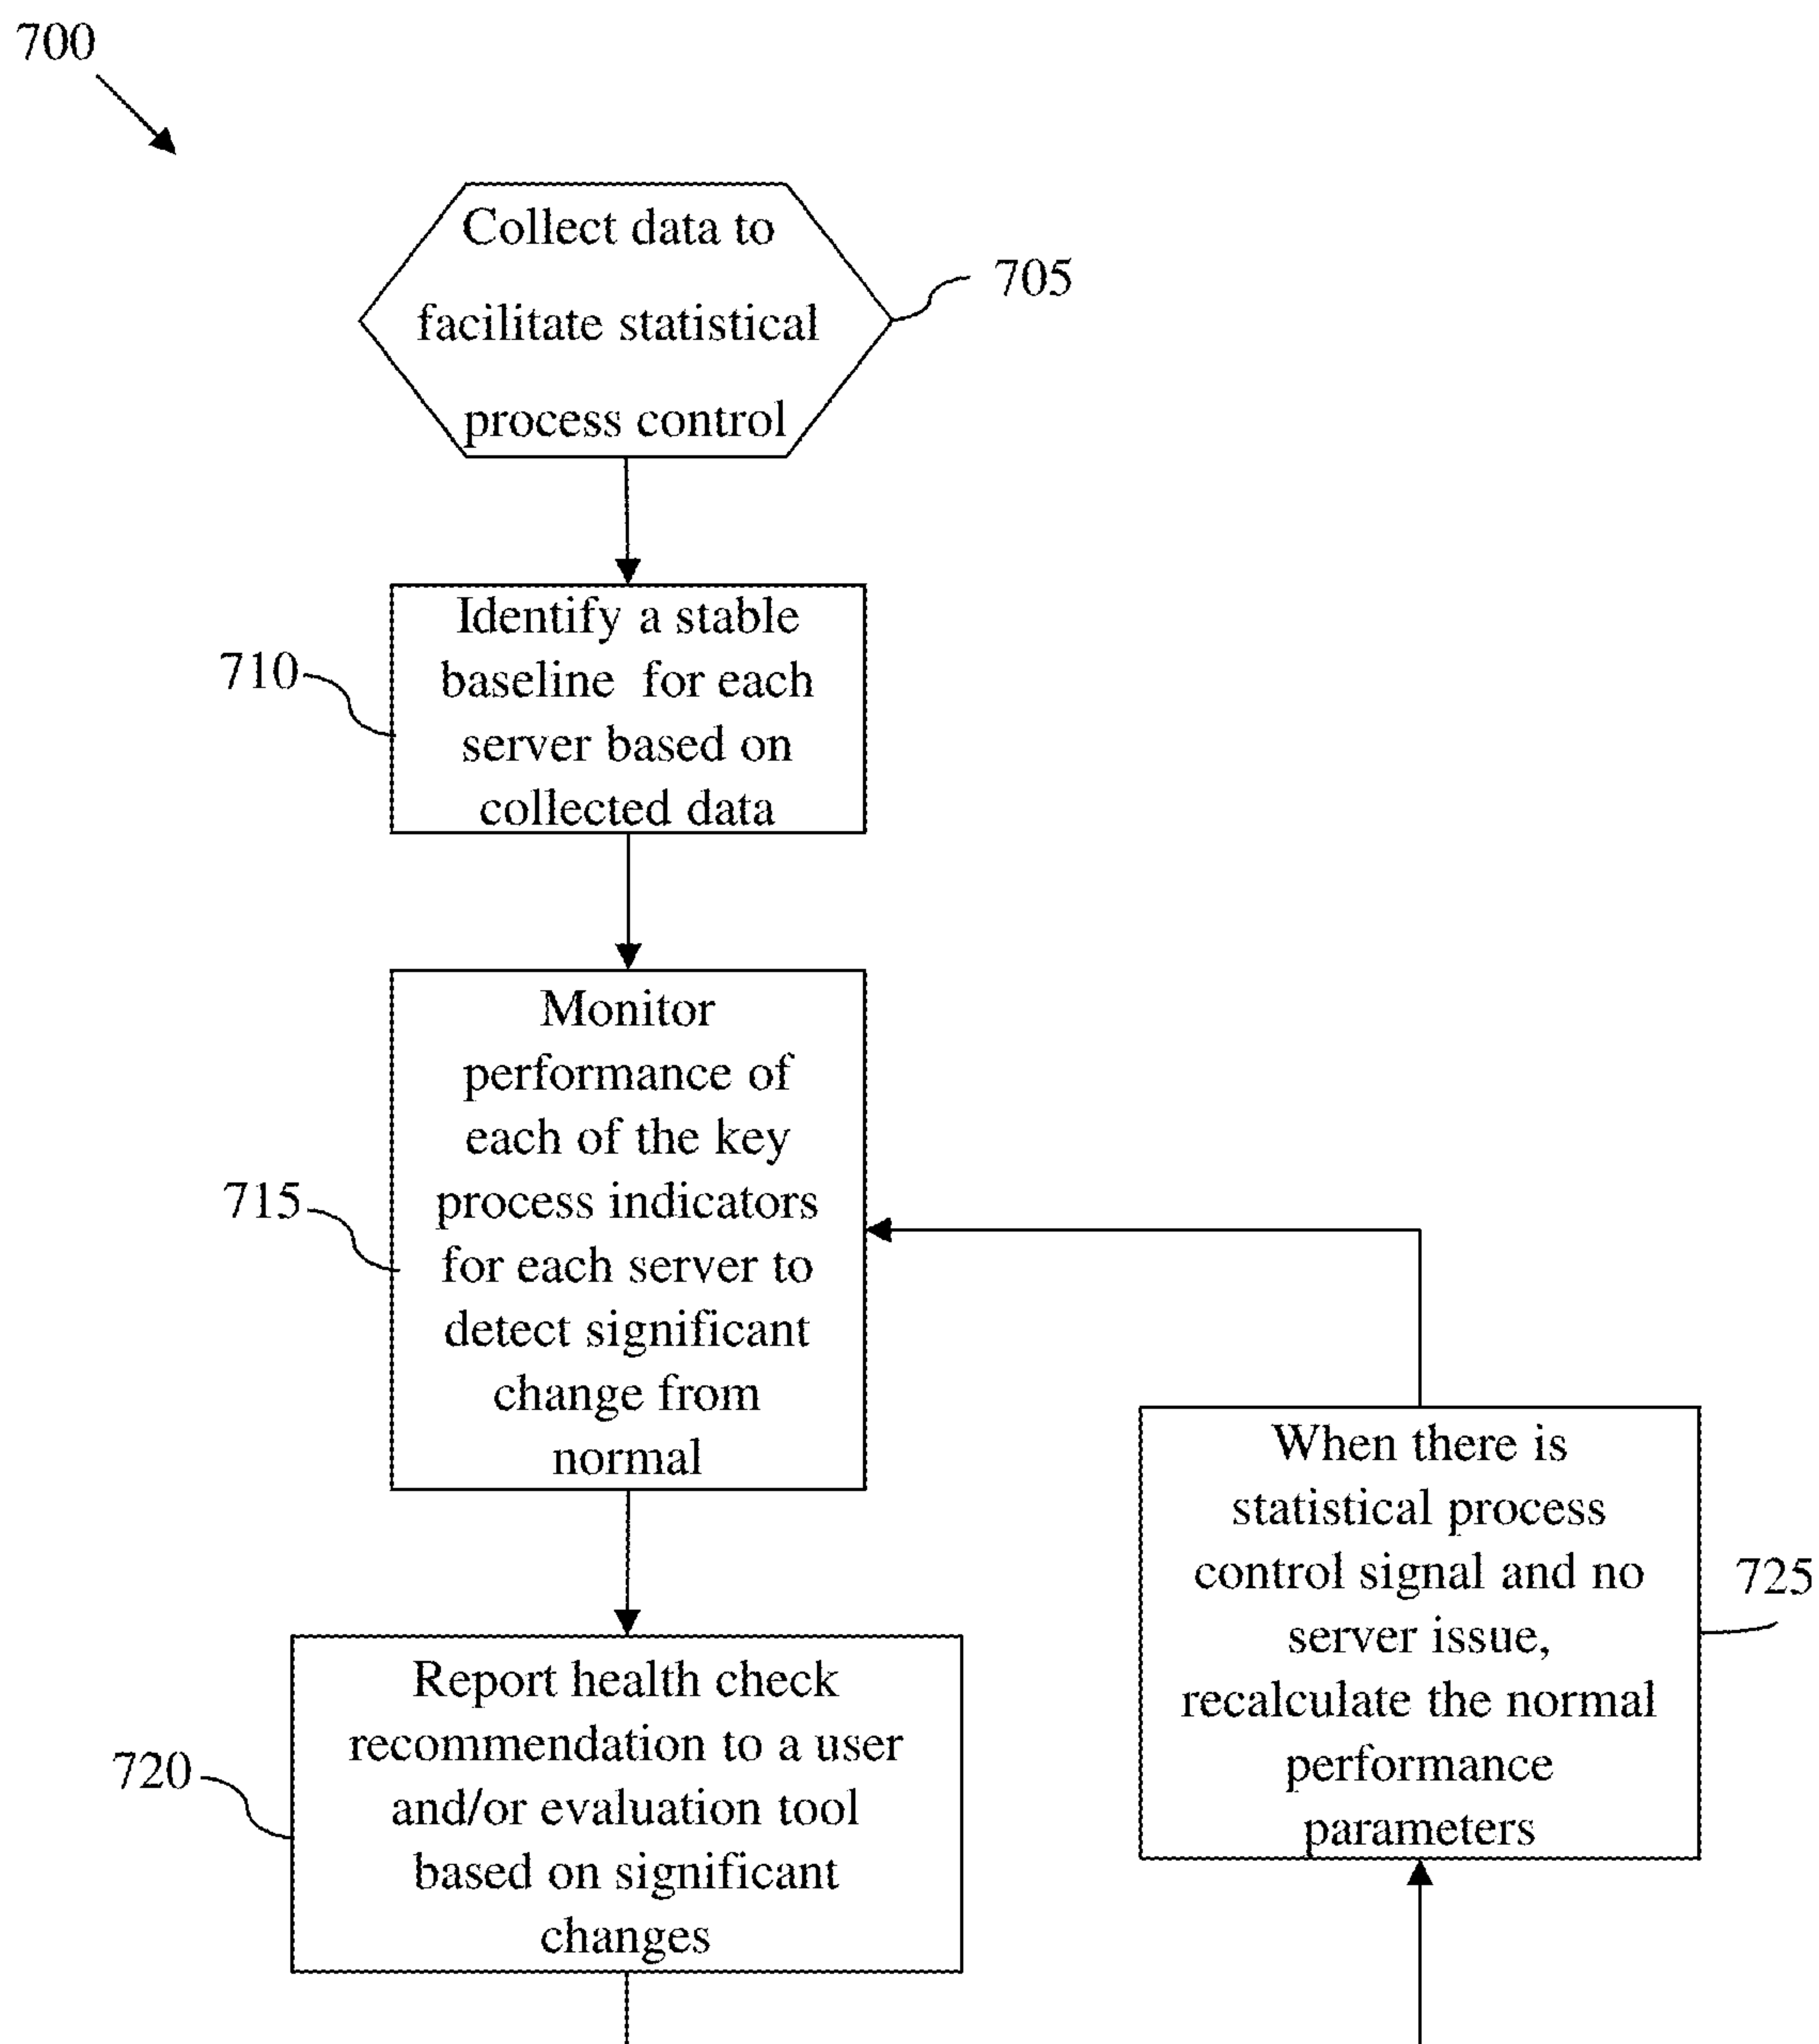 700
Collect data to
facilitate statistical
process control
705
Identify a stable
baseline for each
server based on
collected data
710
Monitor
performance of
each of the key
process indicators
for each server to
detect significant
change from
normal
715
Report health check
recommendation to a user
and/or evaluation tool
based on significant
changes
720
When there is
statistical process
control signal and no
server issue,
recalculate the normal
performance
parameters
725